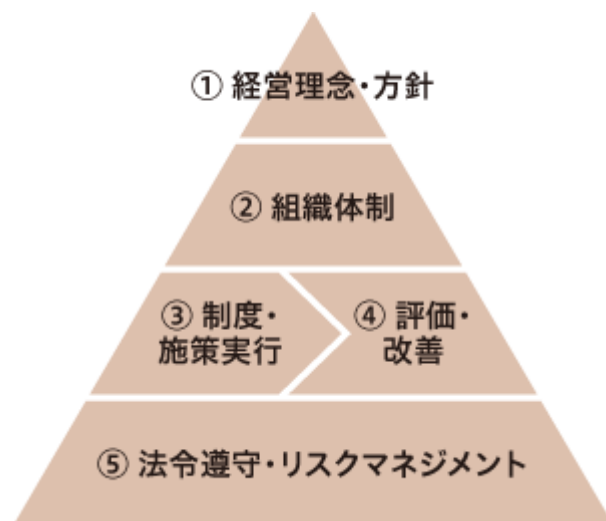 ① 経営理念・方針
② 組織体制
③ 制度・
施策実行
④ 評価・
改善
⑤ 法令遵守・リスクマネジメント